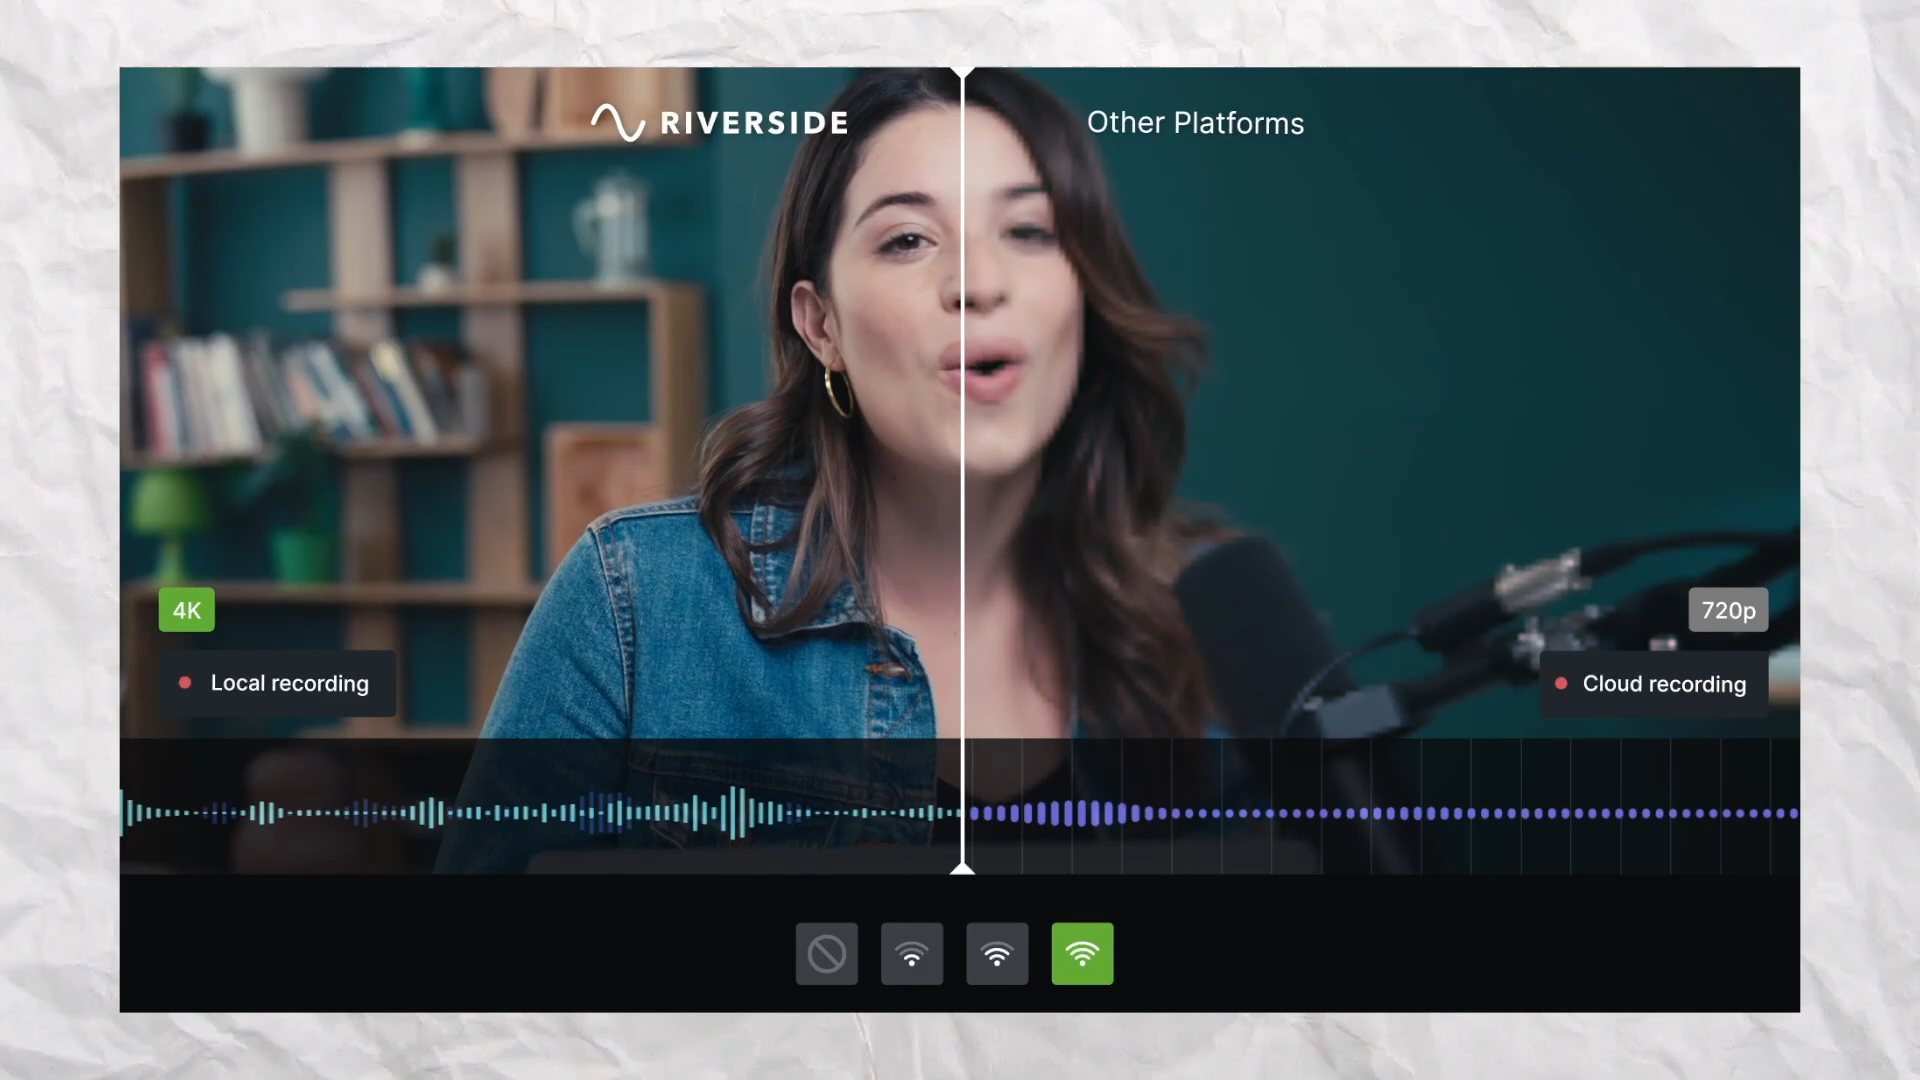 RIVERSIDE
Other Platforms
4K
720p
Local recording
Cloud recording